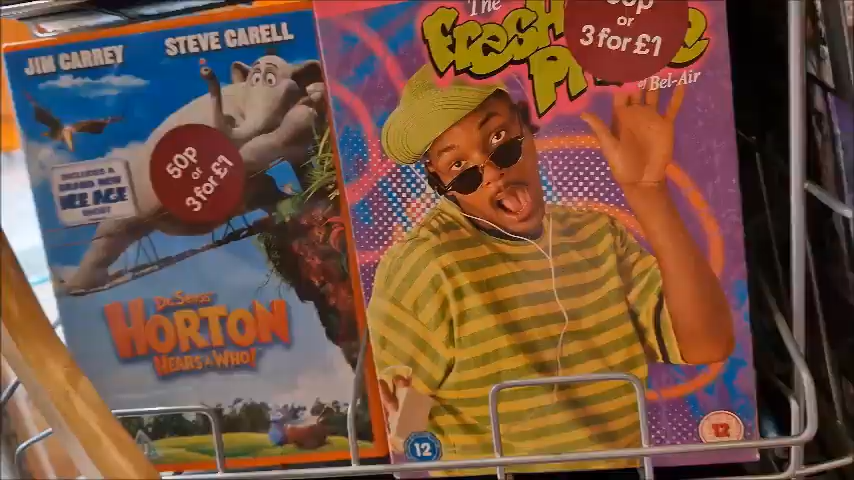 JIM CARREY
STEVE CARELL
INCLUDES A
BRAND NEW
ICE AGE
SHORT
50p
or
3 for £1
Dr. Seuss
HORTON
HEARS A WHO!
The
Fresh
of Bel-Air
50p
or
3 for £1
12
12